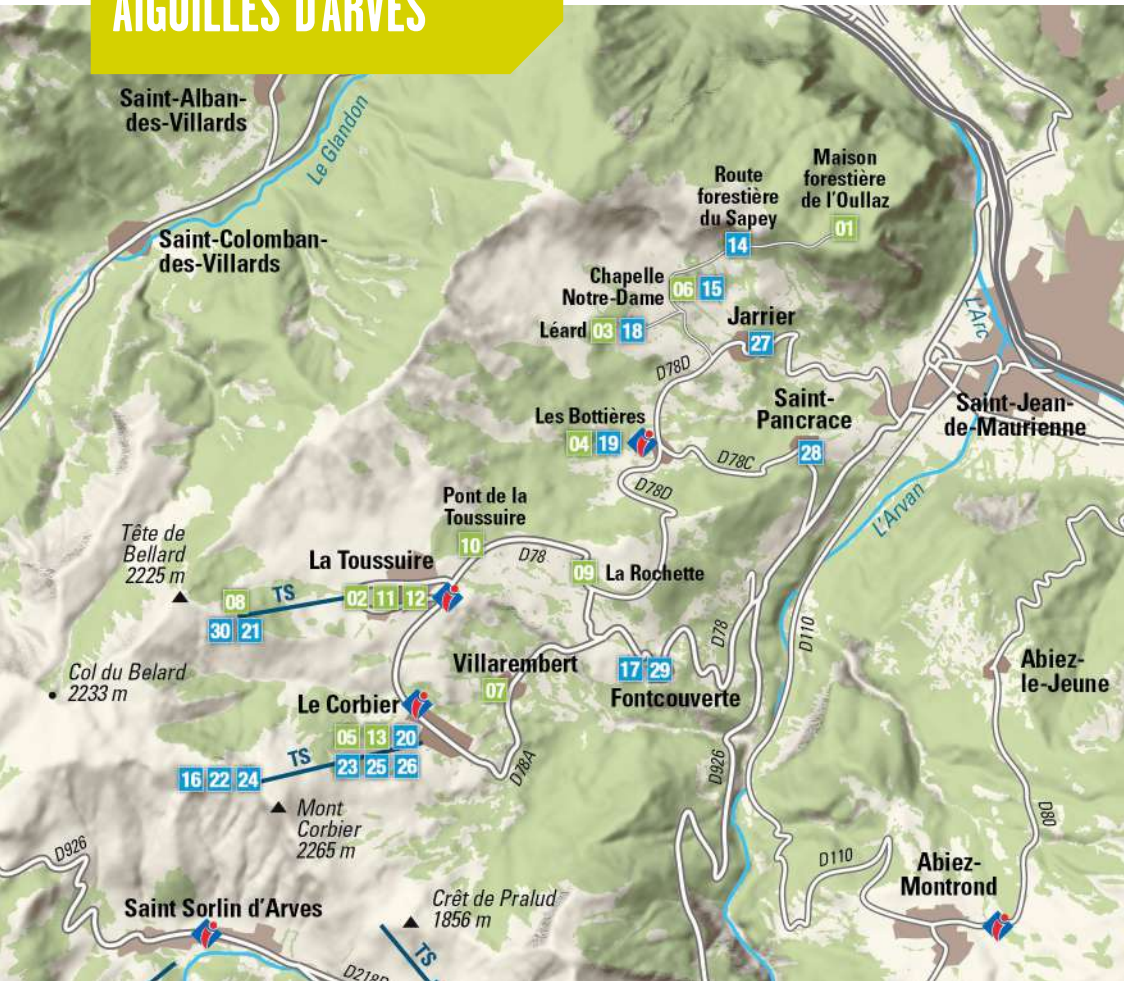 AIGUILLES D'ARVES
Saint-Alban-
des-Villards
Le Glandon
Saint-Colomban-
des-Villards
Maison
forestière
de l'Oullaz
01
Route
forestière
du Sapey
14
Chapelle
Notre-Dame
06 15
Léard 03 18
Jarrier
27
L'Arc
D78D
Saint-
Pancrace
28
Saint-Jean-
de-Maurienne
Les Bottières
04 19
D78C
D78D
L'Arvan
Pont de la
Toussuire
10
D78
09 La Rochette
Tête de
Bellard
2225 m
La Toussuire
02 11 12
TS
08
30 21
D78
D110
Col du Belard
2233 m
Villarembert
07
17 29
Fontcouverte
Abiez-
le-Jeune
Le Corbier
05 13 20
23 25 26
TS
16 22 24
D78A
D926
Mont
Corbier
2265 m
D80
D926
D110
Abiez-
Montrond
Saint Sorlin d'Arves
Crêt de Pralud
1856 m
TS